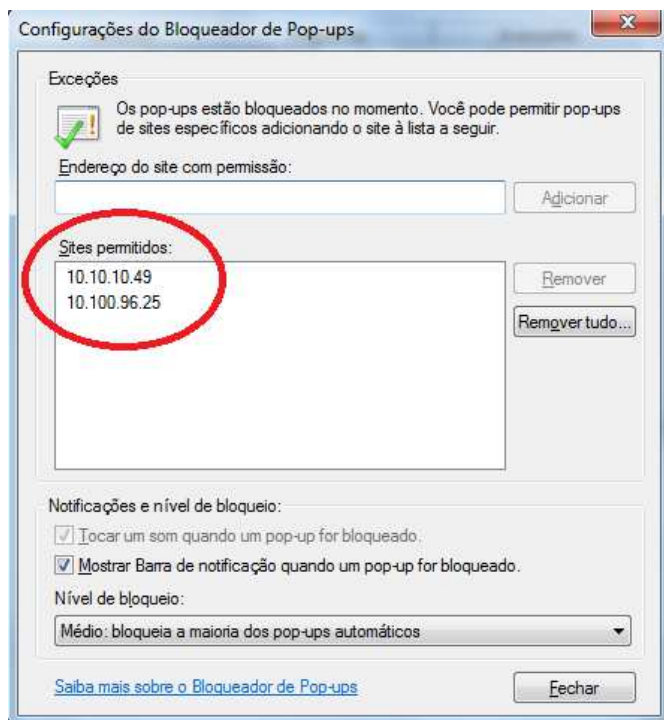 Configurações do Bloqueador de Pop-ups
Exceções
Os pop-ups estão bloqueados no momento. Você pode permitir pop-ups
de sites específicos adicionando o site à lista a seguir.
Endereço do site com permissão:
Adicionar
Sites permitidos:
10.10.10.49
10.100.96.25
Remover
Remover tudo...
Notificações e nível de bloqueio:
Tocar um som quando um pop-up for bloqueado.
Mostrar Barra de notificação quando um pop-up for bloqueado.
Nível de bloqueio:
Médio: bloqueia a maioria dos pop-ups automáticos
Saiba mais sobre o Bloqueador de Pop-ups
Fechar